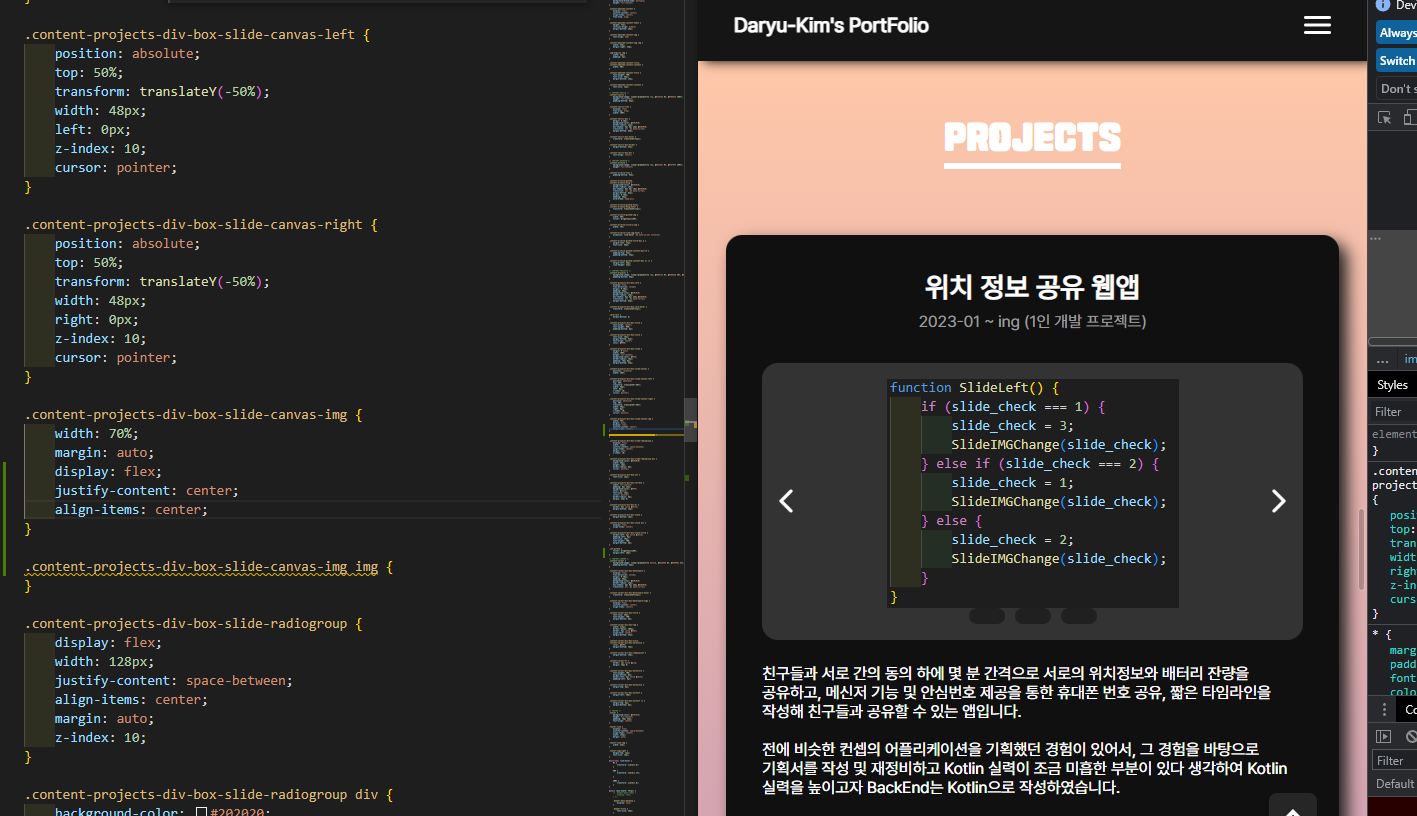 }
.content-projects-div-box-slide-canvas-left {
position: absolute;
top: 50%;
transform: translateY(-50%);
width: 48px;
left: 0px;
z-index: 10;
cursor: pointer;
}
.content-projects-div-box-slide-canvas-right {
position: absolute;
top: 50%;
transform: translateY(-50%);
width: 48px;
right: 0px;
z-index: 10;
cursor: pointer;
}
.content-projects-div-box-slide-canvas-img {
width: 70%;
margin: auto;
display: flex;
justify-content: center;
align-items: center;
}
.content-projects-div-box-slide-canvas-img img {
}
.content-projects-div-box-slide-radiogroup {
display: flex;
width: 128px;
justify-content: space-between;
align-items: center;
margin: auto;
z-index: 10;
}
.content-projects-div-box-slide-radiogroup div {
background-color: #202020;
Daryu-Kim's PortFolio
PROJECTS
위치 정보 공유 웹앱
2023-01 ~ ing (1인 개발 프로젝트)
function SlideLeft() {
if (slide_check === 1) {
slide_check = 3;
SlideIMGChange(slide_check);
} else if (slide_check === 2) {
slide_check = 1;
SlideIMGChange(slide_check);
} else {
slide_check = 2;
SlideIMGChange(slide_check);
}
}
친구들과 서로 간의 동의 하에 몇 분 간격으로 서로의 위치정보와 배터리 잔량을
공유하고, 메신저 기능 및 안심번호 제공을 통한 휴대폰 번호 공유, 짧은 타임라인을
작성해 친구들과 공유할 수 있는 앱입니다.
전에 비슷한 컨셉의 어플리케이션을 기획했던 경험이 있어서, 그 경험을 바탕으로
기획서를 작성 및 재정비하고 Kotlin 실력이 조금 미흡한 부분이 있다 생각하여 Kotlin
실력을 높이고자 BackEnd는 Kotlin으로 작성하였습니다.
Dev
Always
Switch
Don't s
...
... im
Styles
Filter
element
}
.conten
project
{
posi
top:
tran
widt
righ
z-in
curs
}
* {
marg
padd
font
colo
Co
Filter
Default